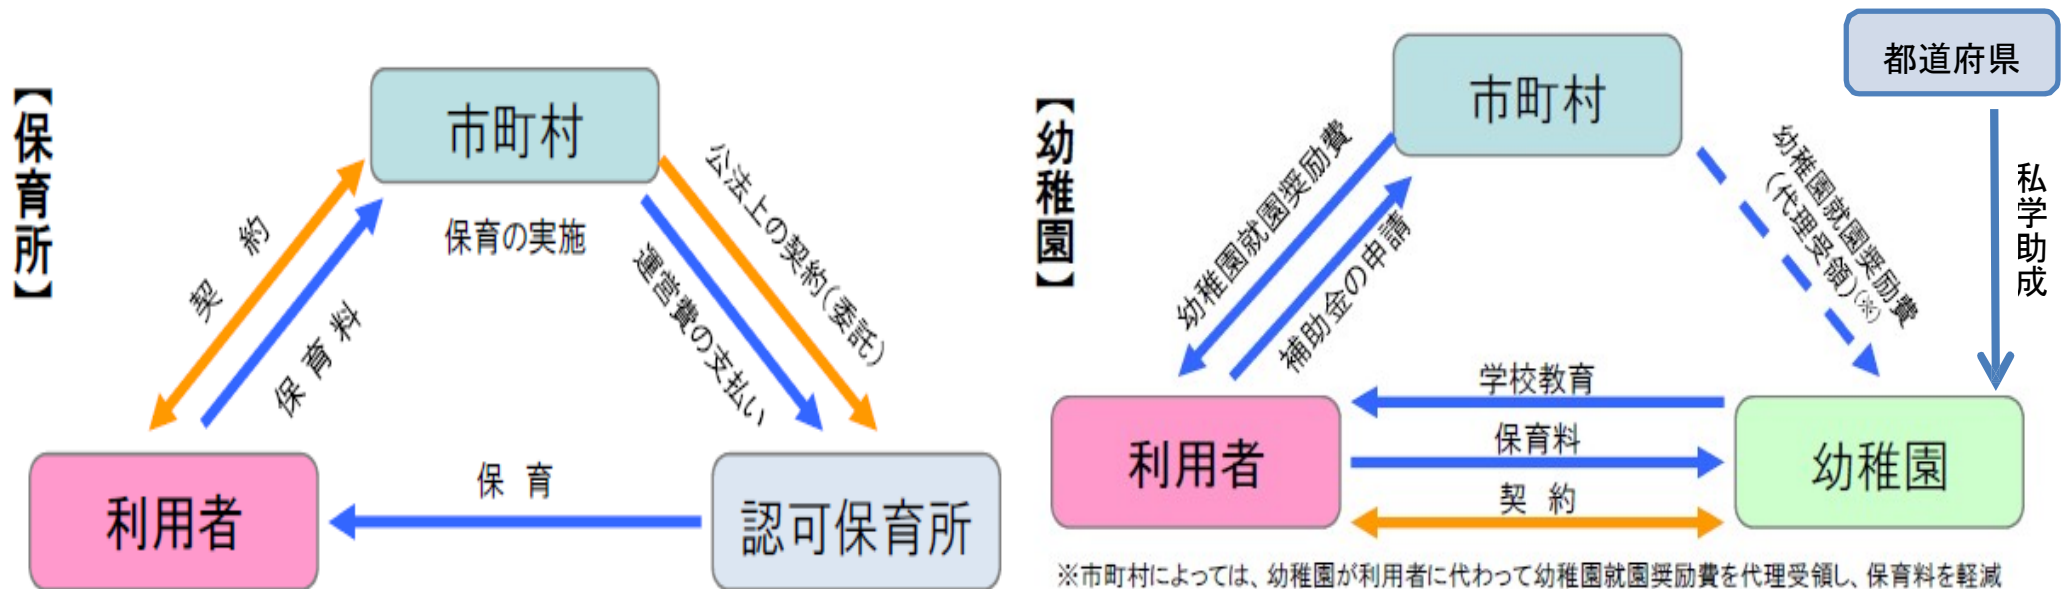 【保育所】
市町村
保育の実施
契 約
保 育 料
公法上の契約(委託)
運営費の支払い
利用者
保 育
認可保育所
【幼稚園】
市町村
都道府県
幼稚園就園奨励費
補助金の申請
幼稚園就園奨励費
(代理受領)(※)
私学助成
学校教育
保育料
契 約
利用者
幼稚園
※市町村によっては、幼稚園が利用者に代わって幼稚園就園奨励費を代理受領し、保育料を軽減